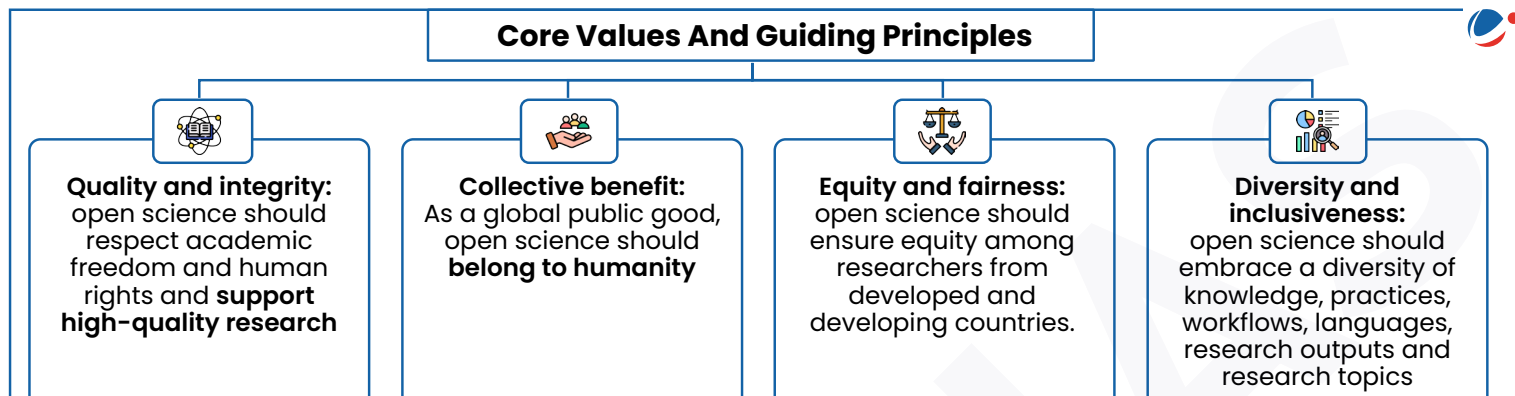 Core Values And Guiding Principles
Quality and integrity:
open science should
respect academic
freedom and human
rights and support
high-quality research
Collective benefit:
As a global public good,
open science should
belong to humanity
Equity and fairness:
open science should
ensure equity among
researchers from
developed and
developing countries.
Diversity and
inclusiveness:
open science should
embrace a diversity of
knowledge, practices,
workflows, languages,
research outputs and
research topics